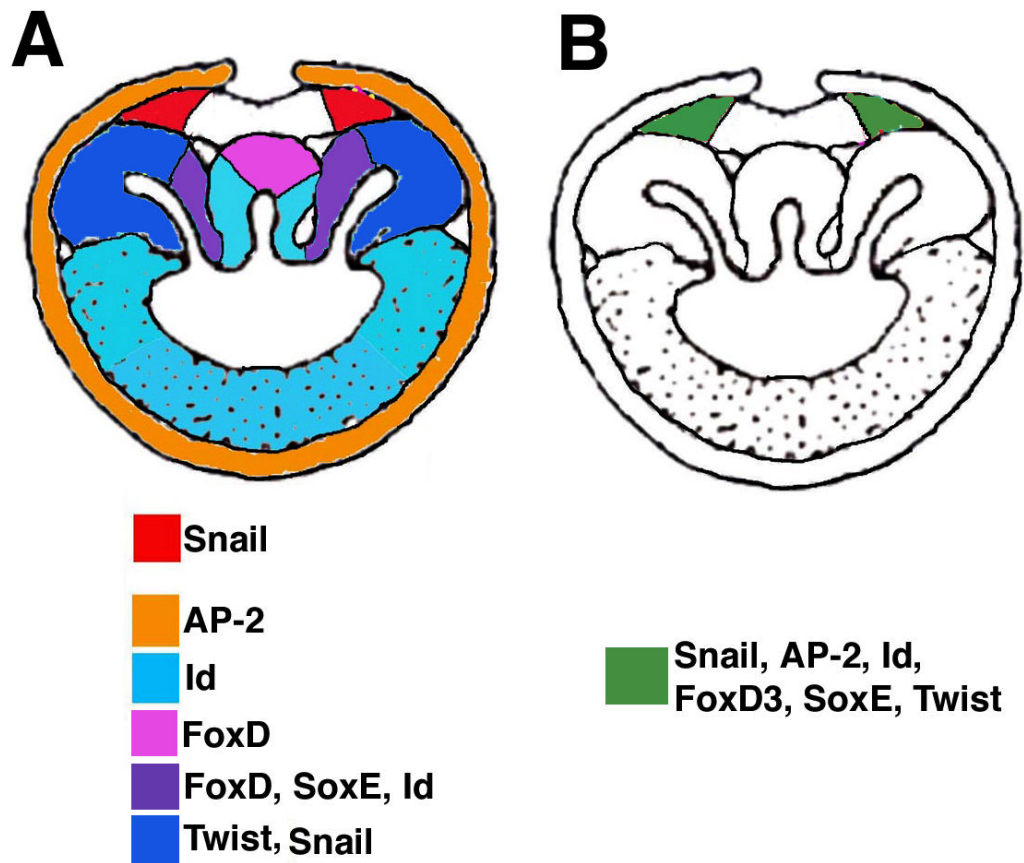 A
B
Snail
AP-2
Id
FoxD
FoxD, SoxE, Id
Twist, Snail
Snail, AP-2, Id,
FoxD3, SoxE, Twist